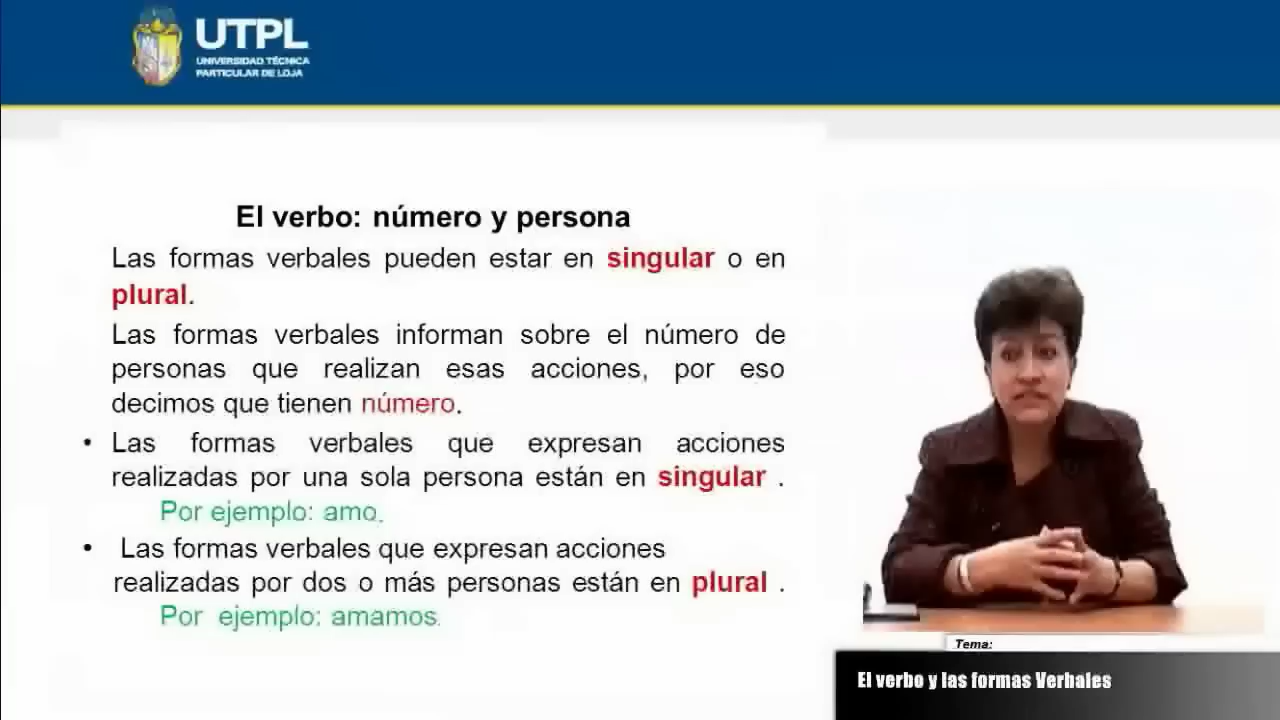 UTPL
UNIVERSIDAD TÉCNICA
PARTICULAR DE LOJA
El verbo: número y persona
Las formas verbales pueden estar en singular o en
plural.
Las formas verbales informan sobre el número de
personas que realizan esas acciones, por eso
decimos que tienen número.
• Las formas verbales que expresan acciones
realizadas por una sola persona están en singular .
Por ejemplo: amo.
• Las formas verbales que expresan acciones
realizadas por dos o más personas están en plural .
Por ejemplo: amamos.
Tema:
El verbo y las formas Verbales